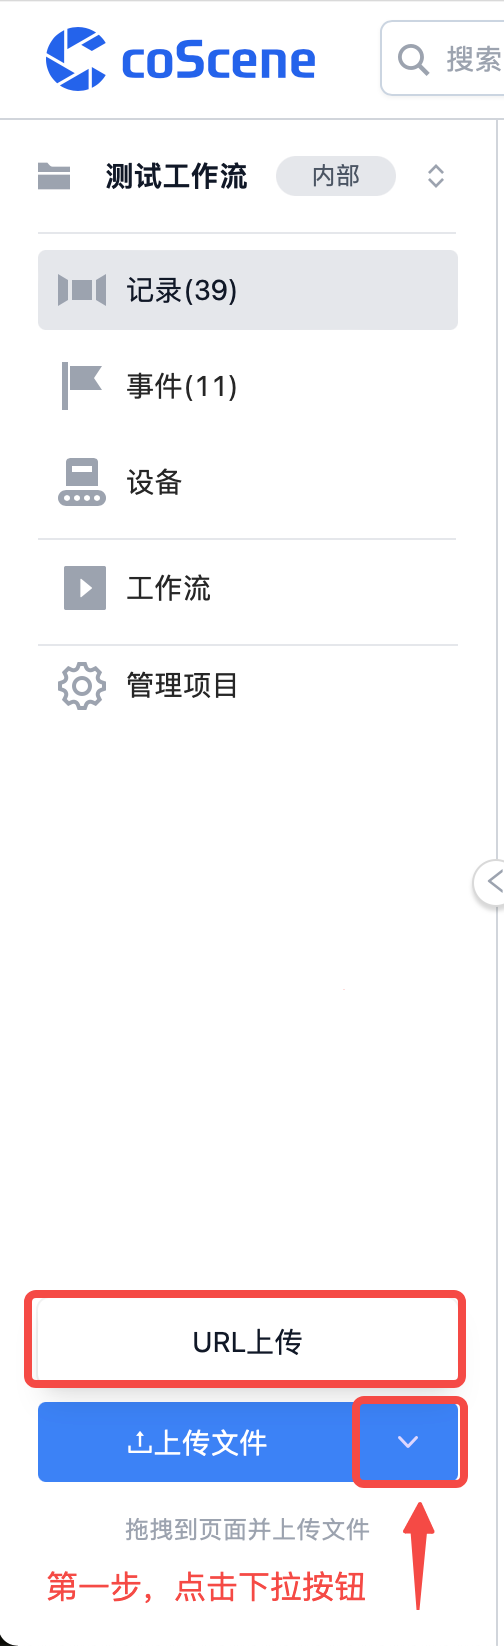 coScene
搜索
测试工作流
内部
记录(39)
事件(11)
设备
工作流
管理项目
URL上传
上传文件
拖拽到页面并上传文件
第一步，点击下拉按钮